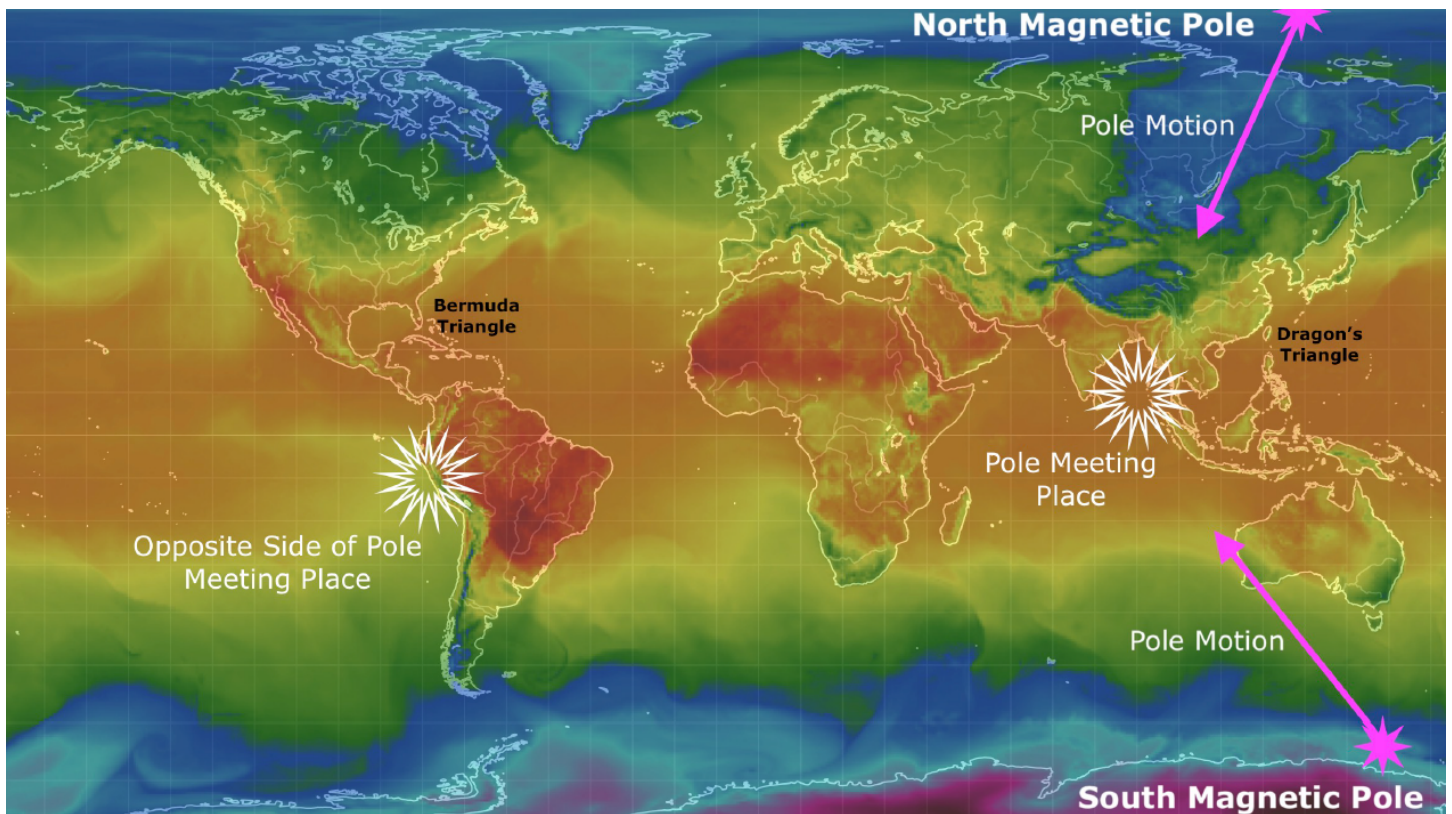 North Magnetic Pole
Pole Motion
Bermuda
Triangle
Dragon's
Triangle
Pole Meeting
Place
Opposite Side of Pole
Meeting Place
Pole Motion
South Magnetic Pole